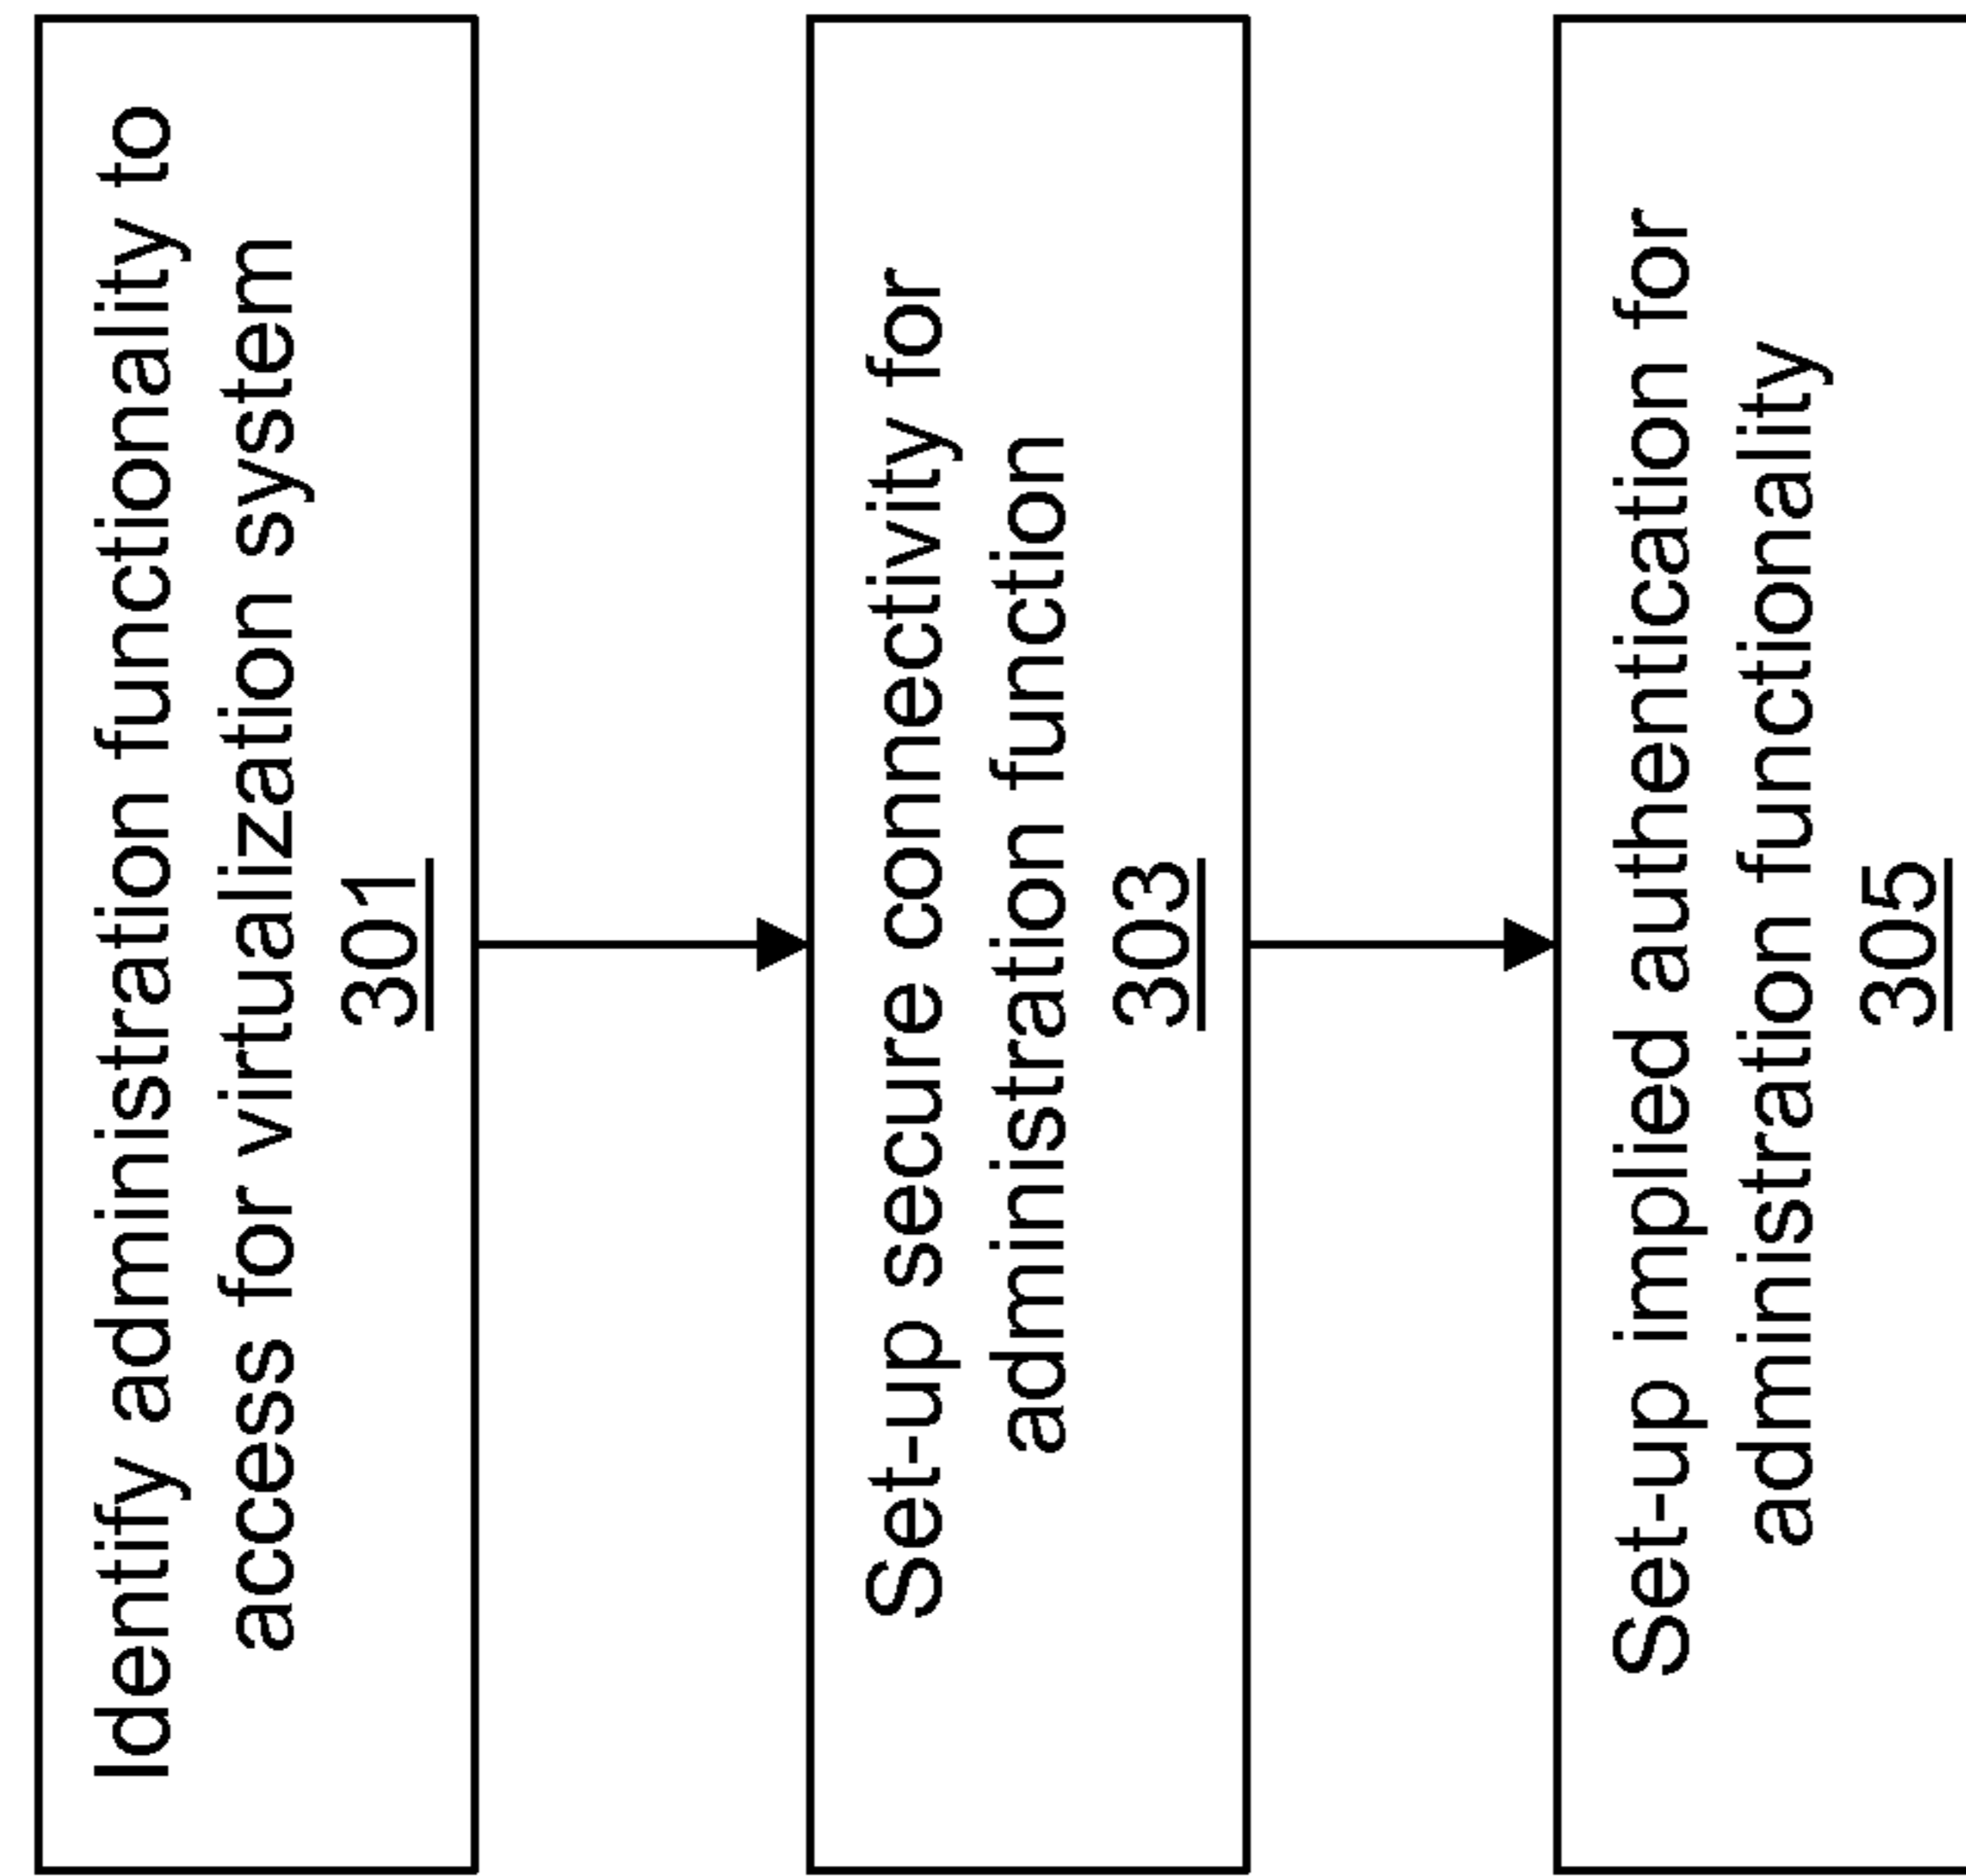 Identify administration functionality to
access for virtualization system
301
Set-up secure connectivity for
administration function
303
Set-up implied authentication for
administration functionality
305